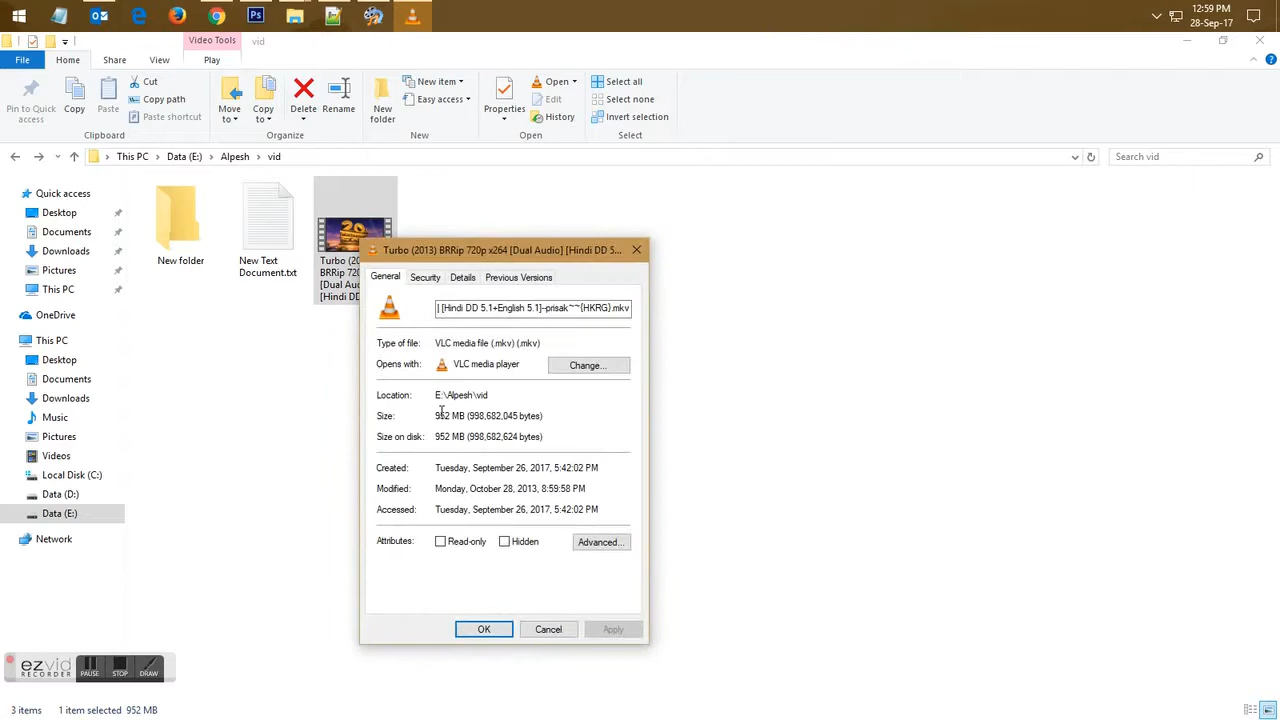 12:59 PM
28-Sep-17
Video Tools
vid
File
Home
Share
View
Play
Pin to Quick
access
Copy
Paste
Cut
Copy path
Paste shortcut
Clipboard
Move
to
Copy
to
Delete
Rename
Organize
New
folder
New item
Easy access
New
Properties
Open
Edit
History
Open
Select all
Select none
Invert selection
Select
This PC
Data (E:)
Alpesh
vid
Search vid
Quick access
Desktop
Documents
Downloads
Pictures
This PC
OneDrive
This PC
Desktop
Documents
Downloads
Music
Pictures
Videos
Local Disk (C:)
Data (D:)
Data (E:)
Network
New folder
New Text
Document.txt
Turbo (20
BRRip 720
[Dual Aud
[Hindi DD
Turbo (2013) BRRip 720p x264 [Dual Audio] [Hindi DD 5...
General
Security
Details
Previous Versions
] [Hindi DD 5.1+English 5.1]~prisak~~{HKRG}.mkv
Type of file: VLC media file (.mkv) (.mkv)
Opens with: VLC media player
Change...
Location: E:\Alpesh\vid
Size: 952 MB (998,682,045 bytes)
Size on disk: 952 MB (998,682,624 bytes)
Created: Tuesday, September 26, 2017, 5:42:02 PM
Modified: Monday, October 28, 2013, 8:59:58 PM
Accessed: Tuesday, September 26, 2017, 5:42:02 PM
Attributes: Read-only Hidden Advanced...
OK
Cancel
Apply
ezvid
RECORDER
PAUSE
STOP
DRAW
3 items
1 item selected 952 MB